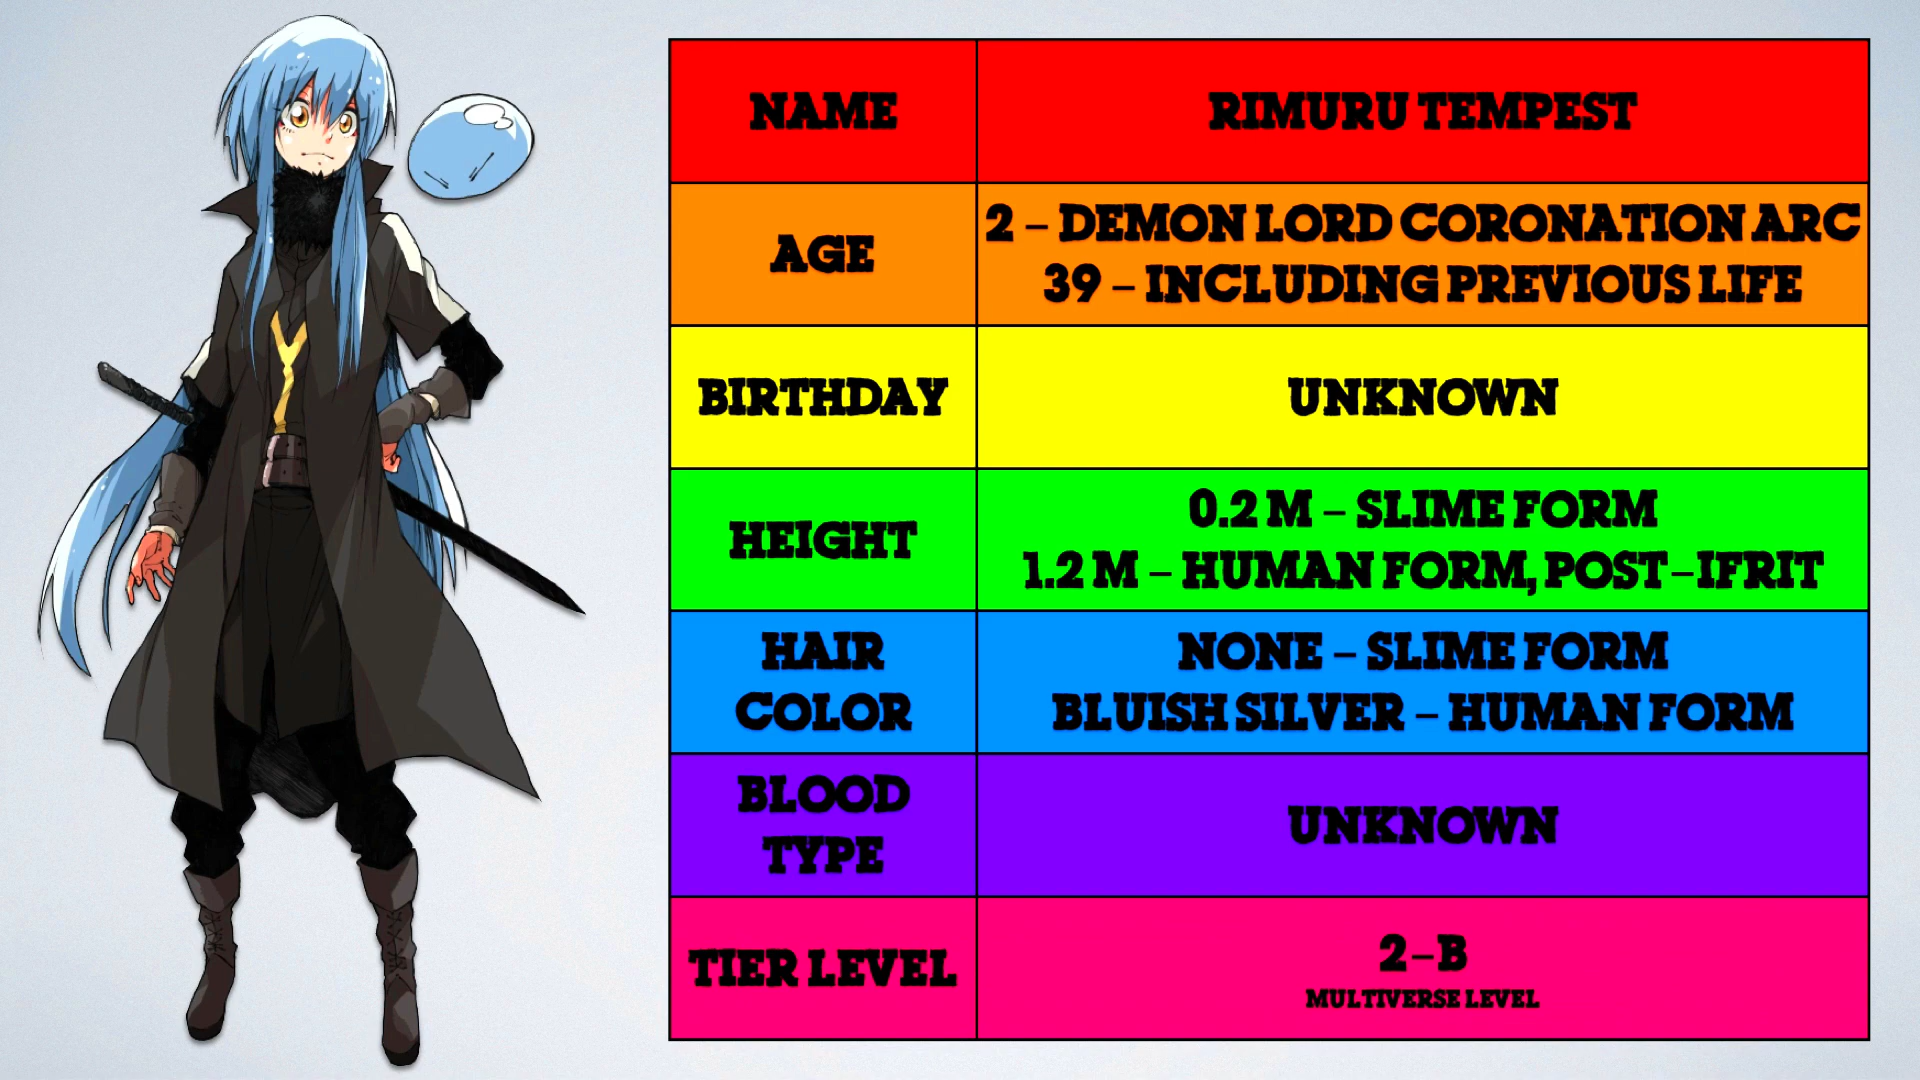 NAME
RIMURU TEMPEST
AGE
2 – DEMON LORD CORONATION ARC
39 – INCLUDING PREVIOUS LIFE
BIRTHDAY
UNKNOWN
HEIGHT
0.2 M – SLIME FORM
1.2 M – HUMAN FORM, POST-IFRIT
HAIR
COLOR
NONE – SLIME FORM
BLUISH SILVER – HUMAN FORM
BLOOD
TYPE
UNKNOWN
TIER LEVEL
2-B
MULTIVERSE LEVEL